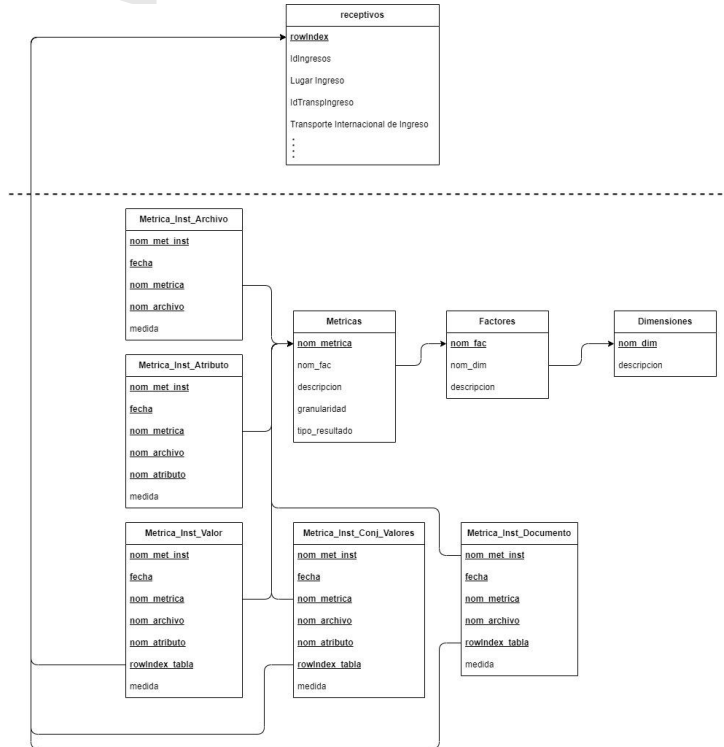 receptivos
rowIndex
IdIngresos
Lugar Ingreso
IdTranspIngreso
Transporte Internacional de Ingreso
Metrica_Inst_Archivo
nom_met_inst
fecha
nom_metrica
nom_archivo
medida
Metricas
nom_metrica
nom_fac
descripcion
granularidad
tipo_resultado
Factores
nom_fac
nom_dim
descripcion
Dimensiones
nom_dim
descripcion
Metrica_Inst_Atributo
nom_met_inst
fecha
nom_metrica
nom_archivo
nom_atributo
medida
Metrica_Inst_Valor
nom_met_inst
fecha
nom_metrica
nom_archivo
nom_atributo
rowIndex_tabla
medida
Metrica_Inst_Conj_Valores
nom_met_inst
fecha
nom_metrica
nom_archivo
nom_atributo
rowIndex_tabla
medida
Metrica_Inst_Documento
nom_met_inst
fecha
nom_metrica
nom_archivo
rowIndex_tabla
medida